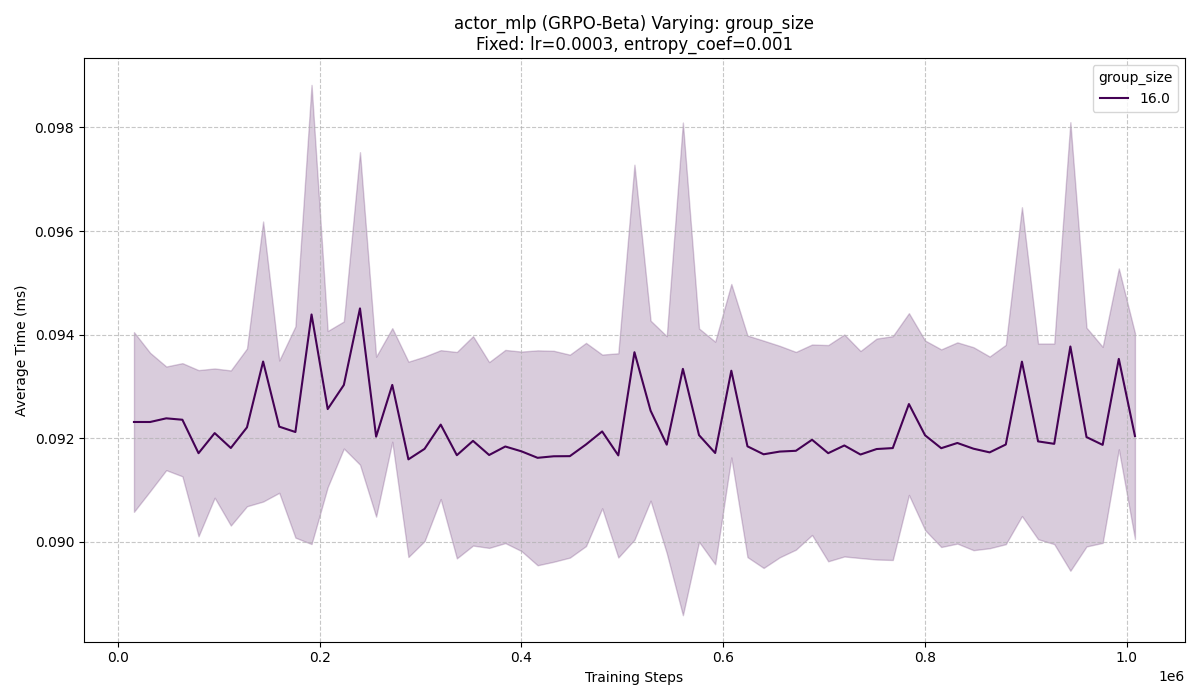 actor_mlp (GRPO-Beta) Varying: group_size
Fixed: lr=0.0003, entropy_coef=0.001
group_size
16.0
Average Time (ms)
0.098
0.096
0.094
0.092
0.090
0.0
0.2
0.4
0.6
0.8
1.0
1e6
Training Steps